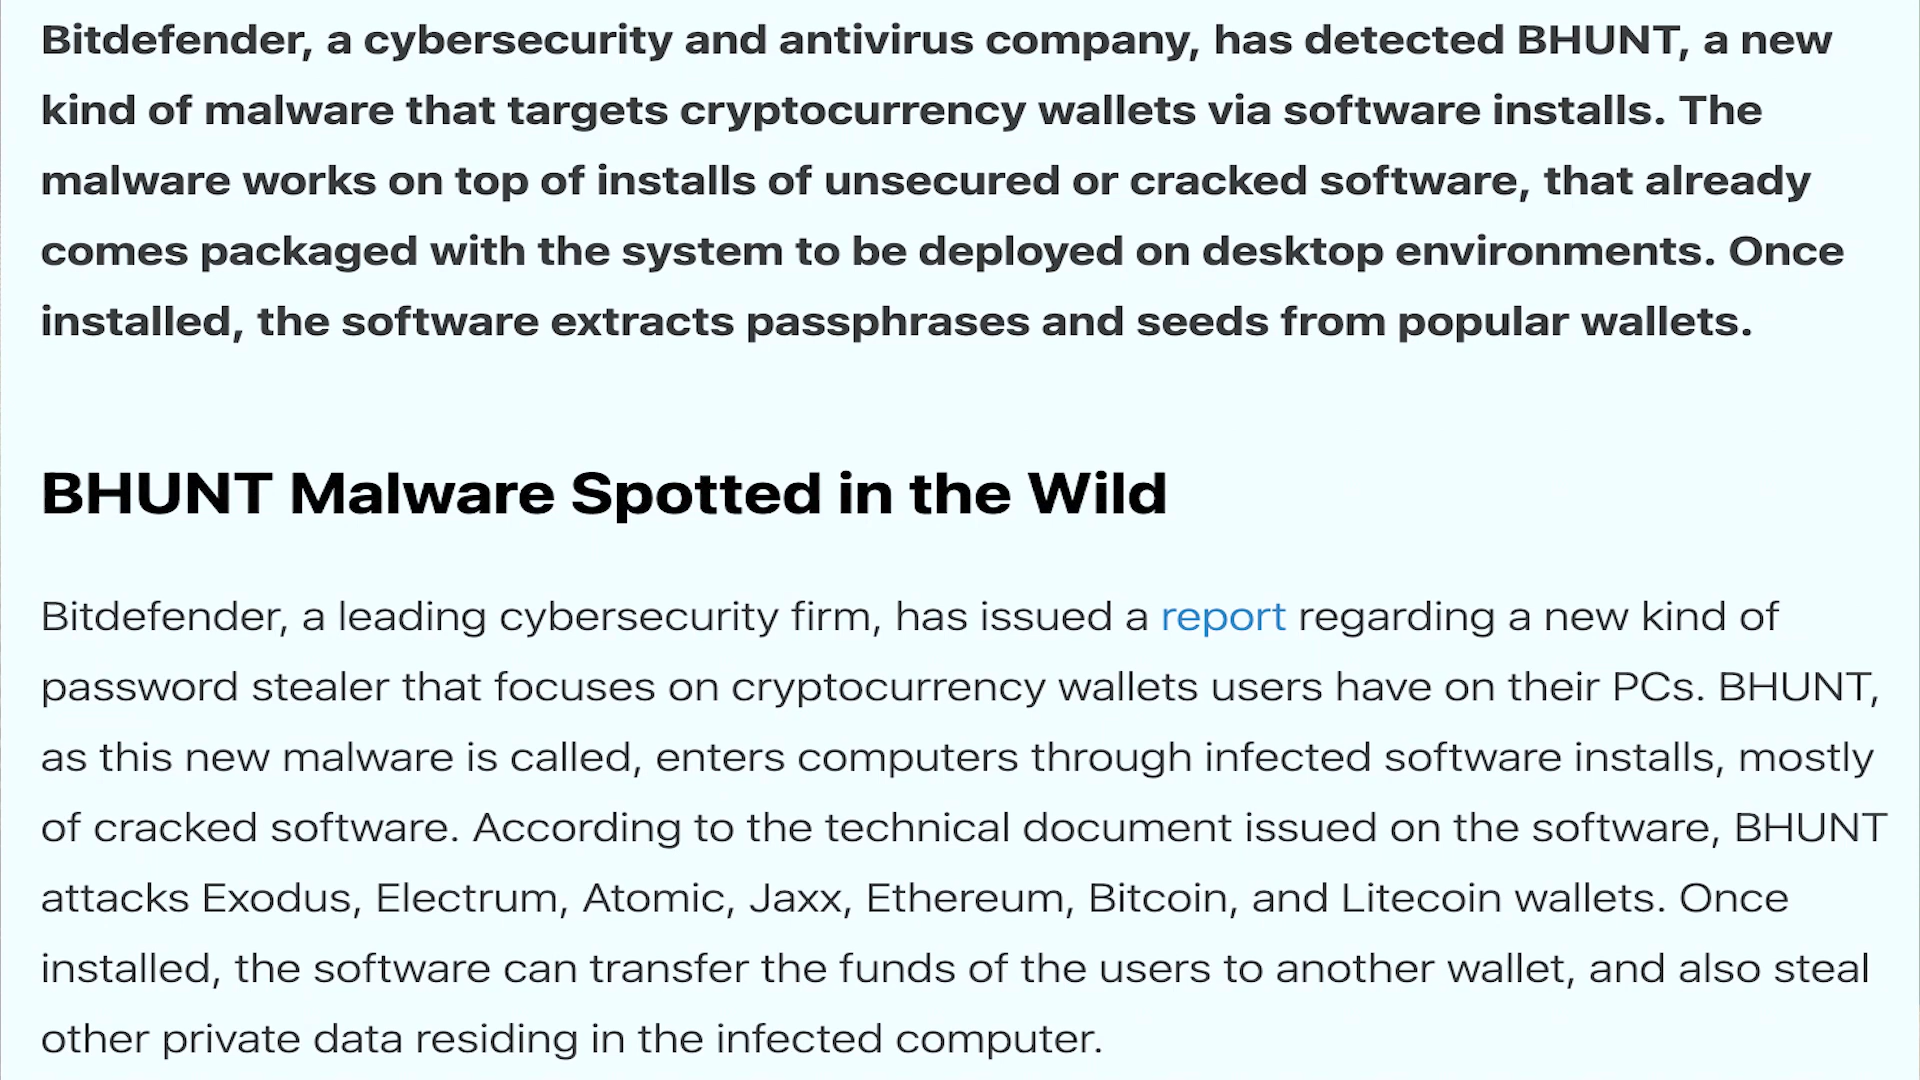 Bitdefender, a cybersecurity and antivirus company, has detected BHUNT, a new
kind of malware that targets cryptocurrency wallets via software installs. The
malware works on top of installs of unsecured or cracked software, that already
comes packaged with the system to be deployed on desktop environments. Once
installed, the software extracts passphrases and seeds from popular wallets.
BHUNT Malware Spotted in the Wild
Bitdefender, a leading cybersecurity firm, has issued a report regarding a new kind of
password stealer that focuses on cryptocurrency wallets users have on their PCs. BHUNT,
as this new malware is called, enters computers through infected software installs, mostly
of cracked software. According to the technical document issued on the software, BHUNT
attacks Exodus, Electrum, Atomic, Jaxx, Ethereum, Bitcoin, and Litecoin wallets. Once
installed, the software can transfer the funds of the users to another wallet, and also steal
other private data residing in the infected computer.